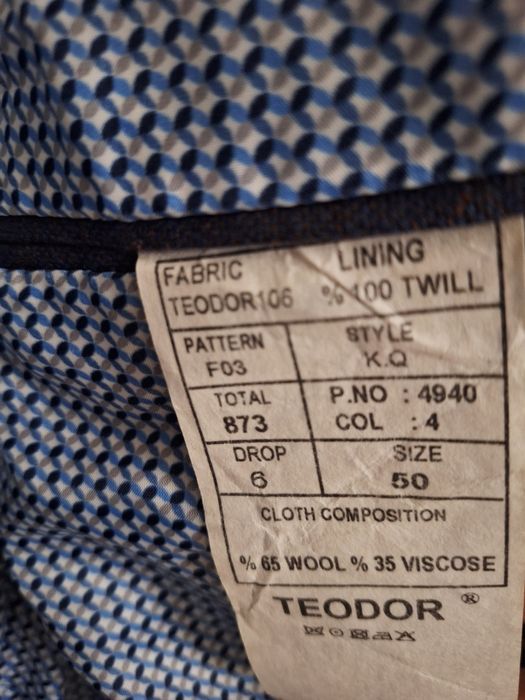 FABRIC LINING
TEODOR106 % 100 TWILL
PATTERN STYLE
F03 K.Q
TOTAL P.NO : 4940
873 COL : 4
DROP SIZE
6 50
CLOTH COMPOSITION
% 65 WOOL % 35 VISCOSE
TEODOR ®